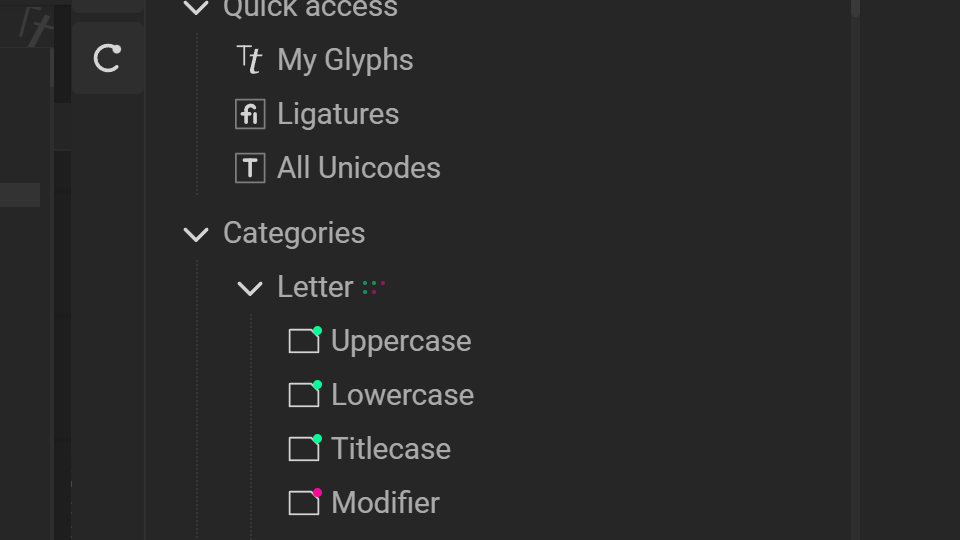 Quick access
My Glyphs
Ligatures
All Unicodes
Categories
Letter
Uppercase
Lowercase
Titlecase
Modifier